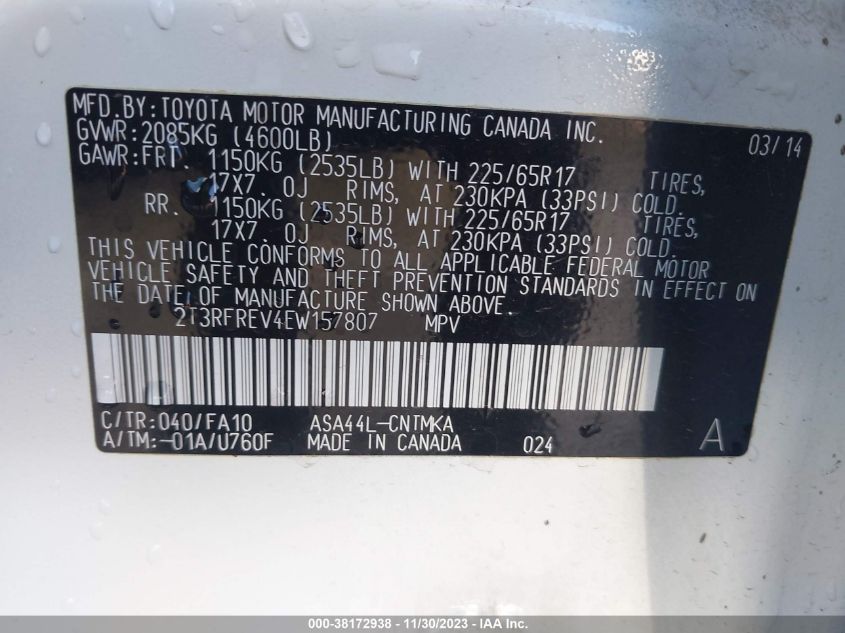 MFD.BY:TOYOTA MOTOR MANUFACTURING CANADA INC. 03/14
GVWR:2085KG (4600LB)
GAWR:FRT. 1150KG (2535LB) WITH 225/65R17 TIRES,
17X7.0J RIMS, AT 230KPA (33PSI) COLD.
RR. 1150KG (2535LB) WITH 225/65R17 TIRES,
17X7.0J RIMS, AT 230KPA (33PSI) COLD.
THIS VEHICLE CONFORMS TO ALL APPLICABLE FEDERAL MOTOR
VEHICLE SAFETY AND THEFT PREVENTION STANDARDS IN EFFECT ON
THE DATE OF MANUFACTURE SHOWN ABOVE.
2T3RFREV4EW157807 MPV
C/TR:040/FA10 ASA44L-CNTMKA
A/TM:-01A/U760F MADE IN CANADA 024 A
000-38172938 - 11/30/2023 - IAA Inc.